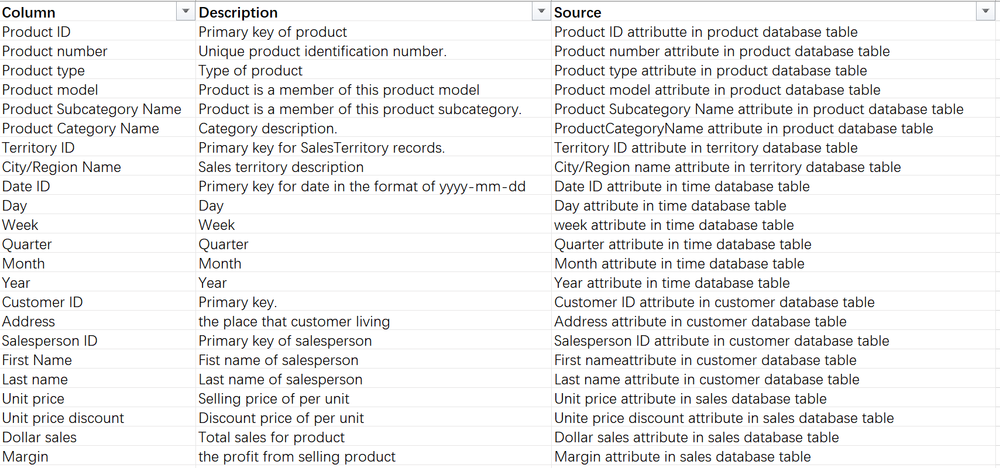 Column Description Source
Product ID Primary key of product Product ID attributte in product database table
Product number Unique product identification number. Product number attribute in product database table
Product type Type of product Product type attribute in product database table
Product model Product is a member of this product model Product model attribute in product database table
Product Subcategory Name Product is a member of this product subcategory. Product Subcategory Name attribute in product database table
Product Category Name Category description. ProductCategoryName attribute in product database table
Territory ID Primary key for SalesTerritory records. Territory ID attribute in territory database table
City/Region Name Sales territory description City/Region name attribute in territory database table
Date ID Primery key for date in the format of yyyy-mm-dd Date ID attribute in time database table
Day Day Day attribute in time database table
Week Week week attribute in time database table
Quarter Quarter Quarter attribute in time database table
Month Month Month attribute in time database table
Year Year Year attribute in time database table
Customer ID Primary key. Customer ID attribute in customer database table
Address the place that customer living Address attribute in customer database table
Salesperson ID Primary key of salesperson Salesperson ID attribute in customer database table
First Name Fist name of salesperson First nameattribute in customer database table
Last name Last name of salesperson Last name attribute in customer database table
Unit price Selling price of per unit Unit price attribute in sales database table
Unit price discount Discount price of per unit Unite price discount attribute in sales database table
Dollar sales Total sales for product Dollar sales attribute in sales database table
Margin the profit from selling product Margin attribute in sales database table